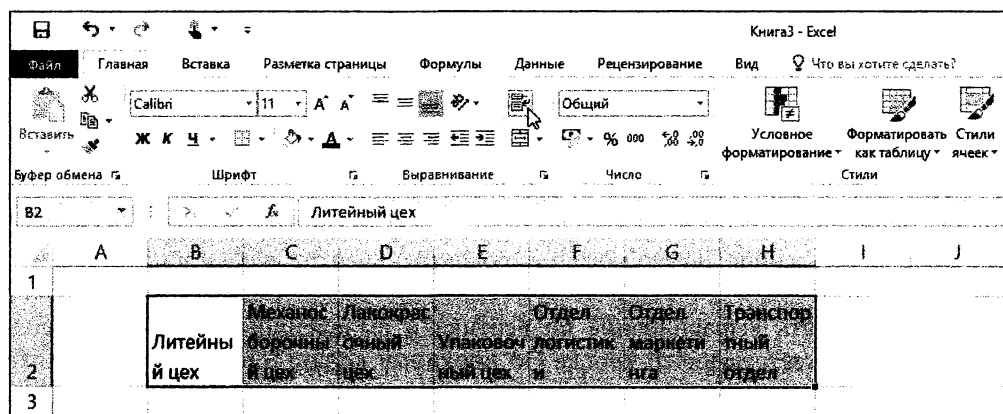 Книга3 - Excel
Файл Главная Вставка Разметка страницы Формулы Данные Рецензирование Вид Что вы хотите сделать?
Calibri 11 A A Общий
Вставить Ж К Ч А % 000 Условное форматирование Форматировать как таблицу Стили ячеек
Буфер обмена Шрифт Выравнивание Число Стили
B2 fx Литейный цех
A B C D E F G H I J
1
Механос Лакокрас Отдел Отдел Транспор
Литейны борочны очный Упаковоч логистик маркети тный
2 й цех й цех цех ный цех и нга отдел
3